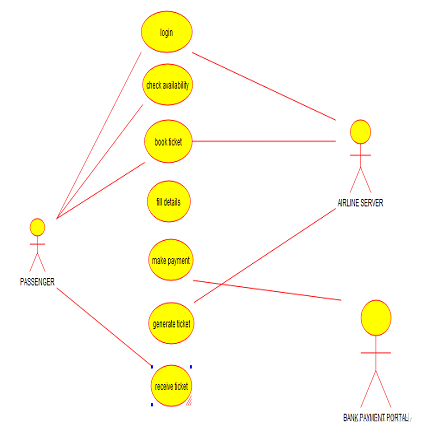 login
check availability
book ticket
fill details
AIRLINE SERVER
make payment
PASSENGER
generate ticket
receive ticket
BANK PAYMENT PORTAL